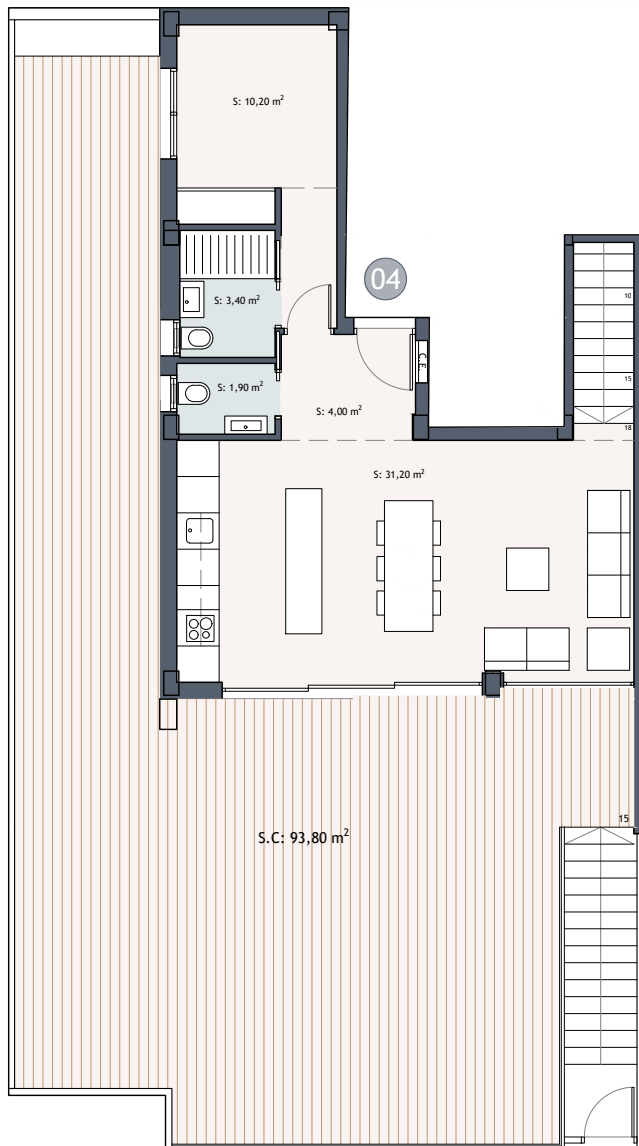 S: 10,20 m²
04
10
S: 3,40 m²
C.E.
15
S: 1,90 m²
S: 4,00 m²
18
S: 31,20 m²
15
S.C: 93,80 m²